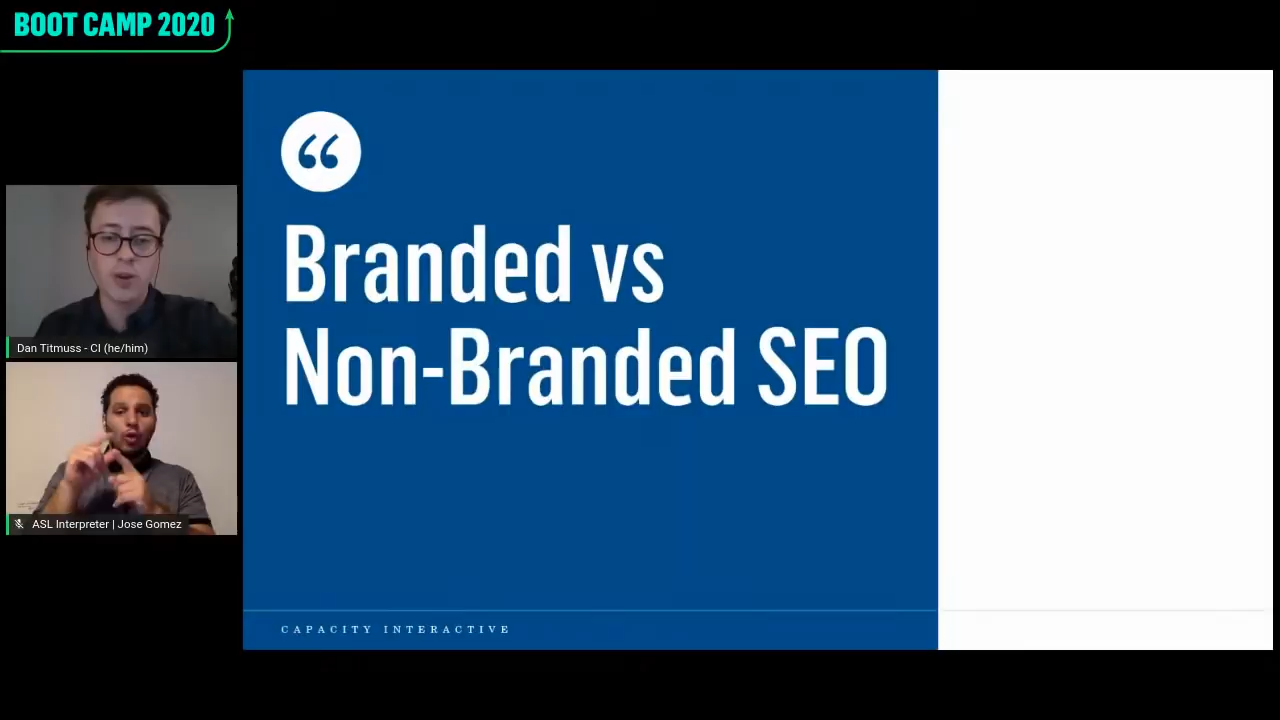 BOOT CAMP 2020
“
Branded vs
Non-Branded SEO
Dan Titmuss - CI (he/him)
ASL Interpreter | Jose Gomez
CAPACITY INTERACTIVE